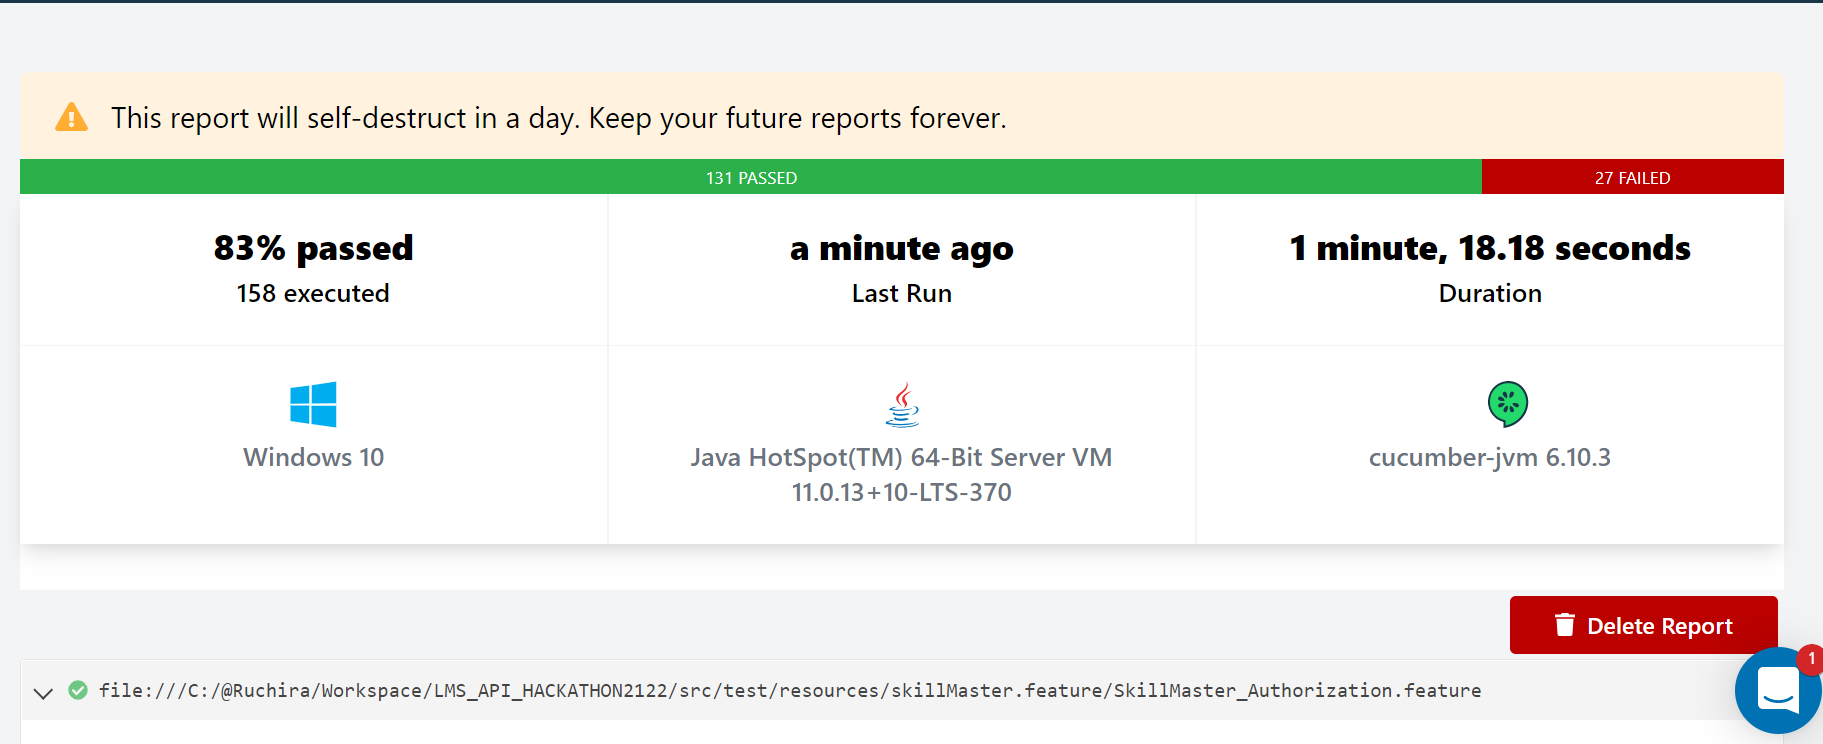 This report will self-destruct in a day. Keep your future reports forever.
131 PASSED
27 FAILED
83% passed
158 executed
a minute ago
Last Run
1 minute, 18.18 seconds
Duration
Windows 10
Java HotSpot(TM) 64-Bit Server VM
11.0.13+10-LTS-370
cucumber-jvm 6.10.3
Delete Report
1
file:///C:/@Ruchira/Workspace/LMS_API_HACKATHON2122/src/test/resources/skillMaster.feature/SkillMaster_Authorization.feature